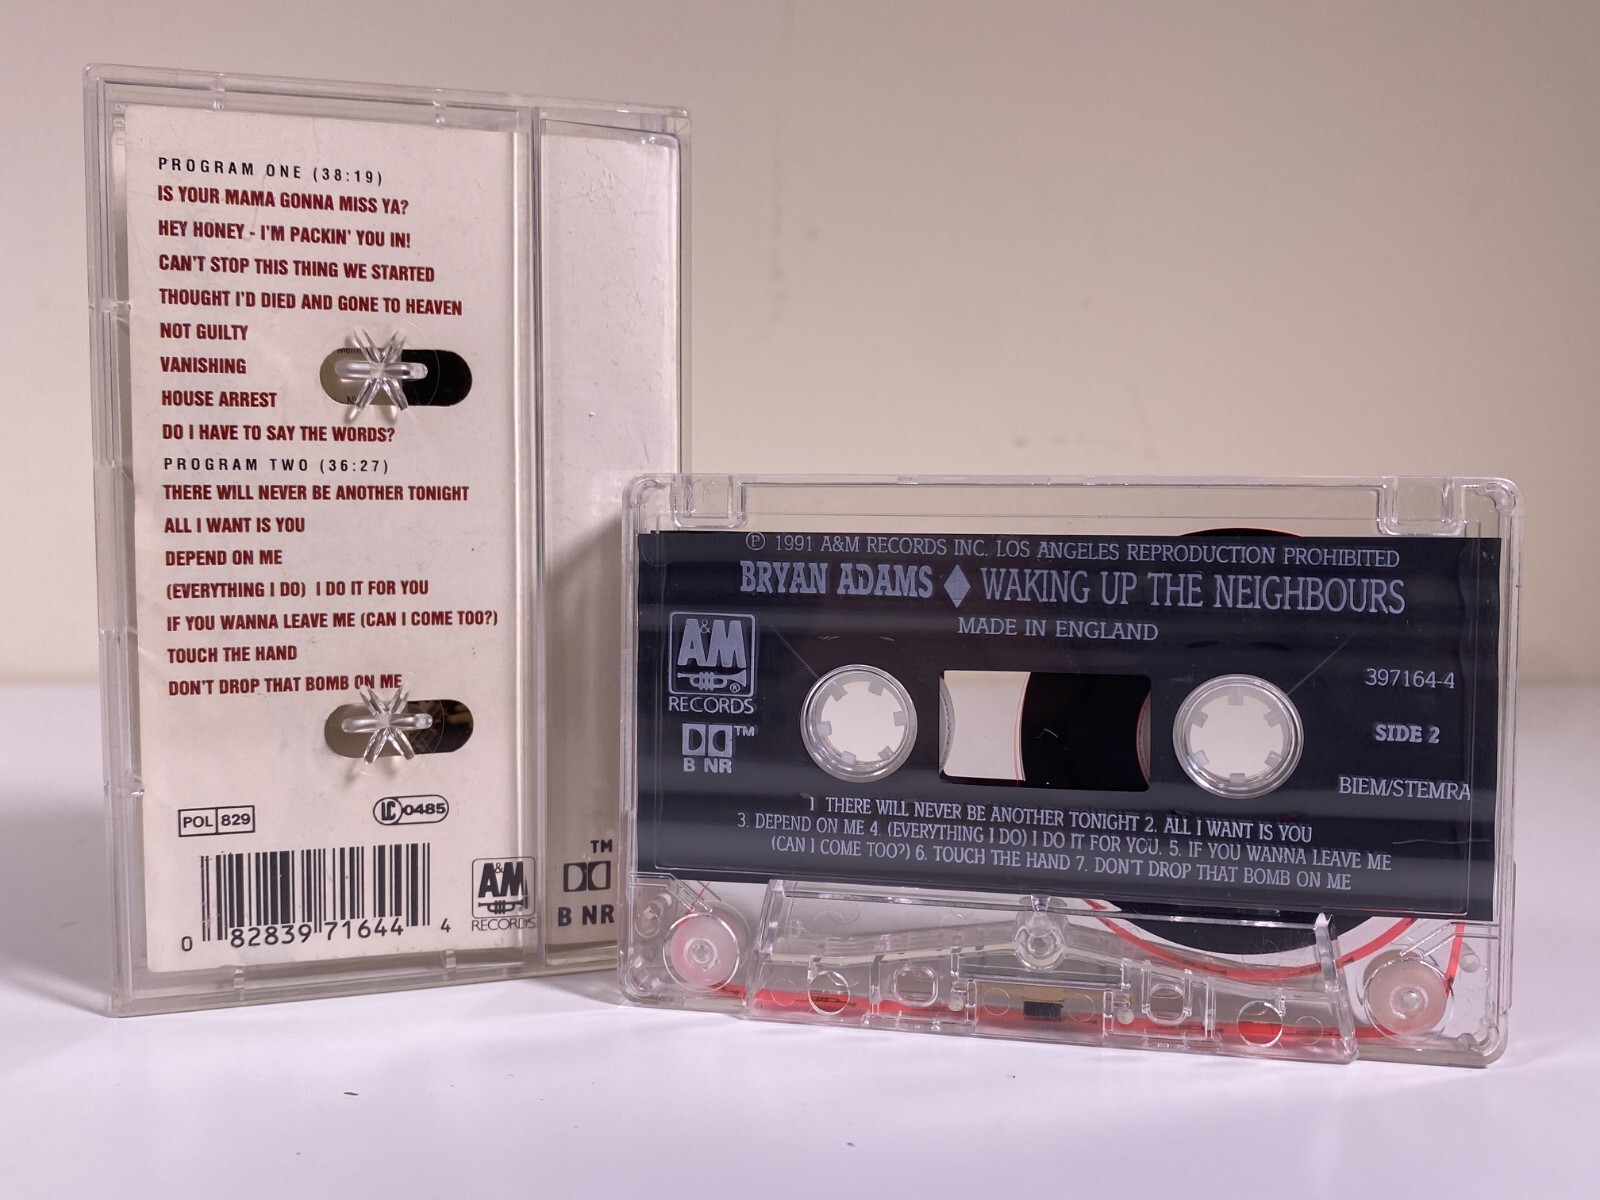 PROGRAM ONE (38:19)
IS YOUR MAMA GONNA MISS YA?
HEY HONEY - I'M PACKIN' YOU IN!
CAN'T STOP THIS THING WE STARTED
THOUGHT I'D DIED AND GONE TO HEAVEN
NOT GUILTY
VANISHING
HOUSE ARREST
DO I HAVE TO SAY THE WORDS?
PROGRAM TWO (36:27)
THERE WILL NEVER BE ANOTHER TONIGHT
ALL I WANT IS YOU
DEPEND ON ME
(EVERYTHING I DO) I DO IT FOR YOU
IF YOU WANNA LEAVE ME (CAN I COME TOO?)
TOUCH THE HAND
DON'T DROP THAT BOMB ON ME
POL 829
LC 0485
0 82839 71644 4
A&M
RECORDS
TM
B NR
℗ 1991 A&M RECORDS INC. LOS ANGELES REPRODUCTION PROHIBITED
BRYAN ADAMS ◆ WAKING UP THE NEIGHBOURS
MADE IN ENGLAND
A&M
®
RECORDS
TM
B NR
397164-4
SIDE 2
BIEM/STEMRA
1 THERE WILL NEVER BE ANOTHER TONIGHT 2. ALL I WANT IS YOU
3. DEPEND ON ME 4. (EVERYTHING I DO) I DO IT FOR YOU. 5. IF YOU WANNA LEAVE ME
(CAN I COME TOO?) 6. TOUCH THE HAND 7. DON'T DROP THAT BOMB ON ME